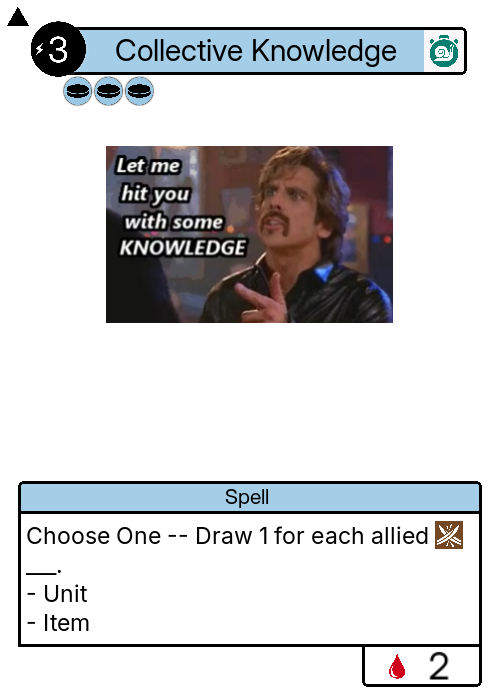 3
Collective Knowledge
Let me
hit you
with some
KNOWLEDGE
Spell
Choose One -- Draw 1 for each allied
___.
- Unit
- Item
2